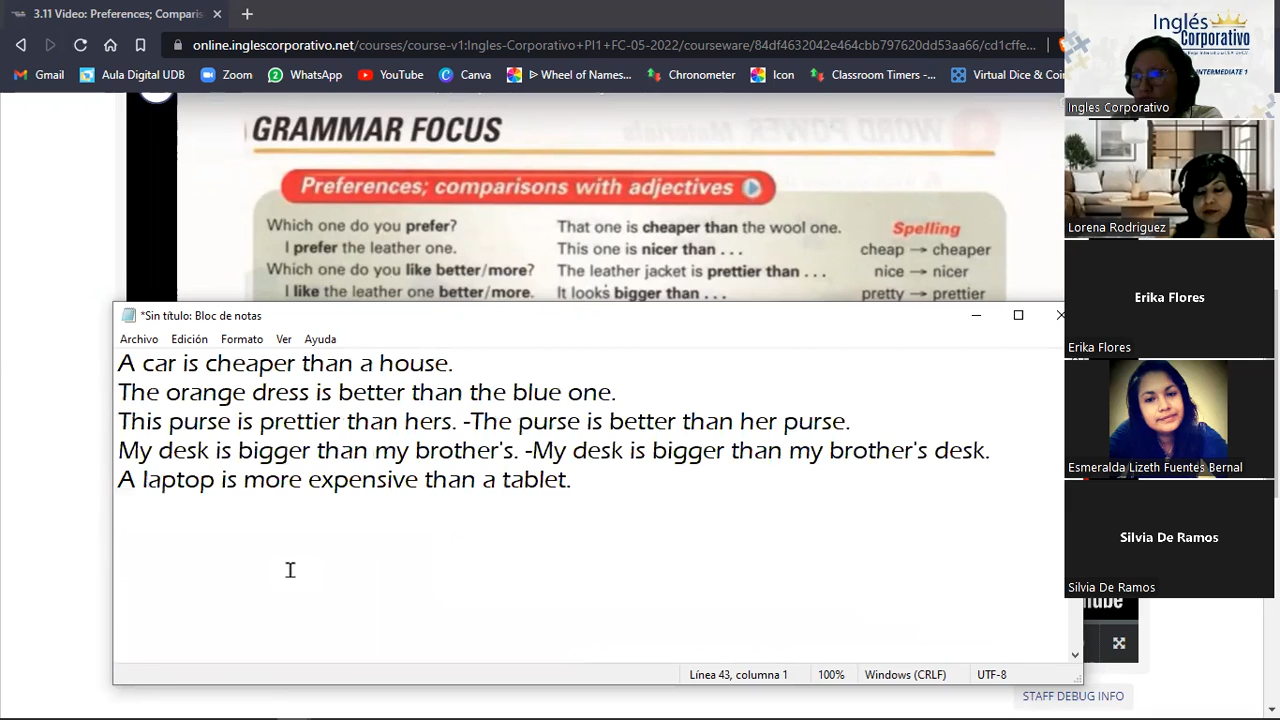 3.11 Video: Preferences; Comparis
online.inglescorporativo.net/courses/course-v1:Ingles-Corporativo+PI1+FC-05-2022/courseware/84df4632042e464cbb797620dd53aa66/cd1cffe...
Gmail
Aula Digital UDB
Zoom
WhatsApp
YouTube
Canva
ᐅ Wheel of Names...
Chronometer
Icon
Classroom Timers -...
Virtual Dice & Coi
Inglés
Corporativo
INTERMEDIATE 1
Ingles Corporativo
GRAMMAR FOCUS
Preferences; comparisons with adjectives
Which one do you prefer?
I prefer the leather one.
Which one do you like better/more?
I like the leather one better/more.
That one is cheaper than the wool one.
This one is nicer than . . .
The leather jacket is prettier than . . .
It looks bigger than . . .
Spelling
cheap → cheaper
nice → nicer
pretty → prettier
Lorena Rodriguez
Erika Flores
Erika Flores
Esmeralda Lizeth Fuentes Bernal
Silvia De Ramos
Silvia De Ramos
*Sin título: Bloc de notas
Archivo Edición Formato Ver Ayuda
A car is cheaper than a house.
The orange dress is better than the blue one.
This purse is prettier than hers. -The purse is better than her purse.
My desk is bigger than my brother's. -My desk is bigger than my brother's desk.
A laptop is more expensive than a tablet.
Línea 43, columna 1 100% Windows (CRLF) UTF-8
STAFF DEBUG INFO